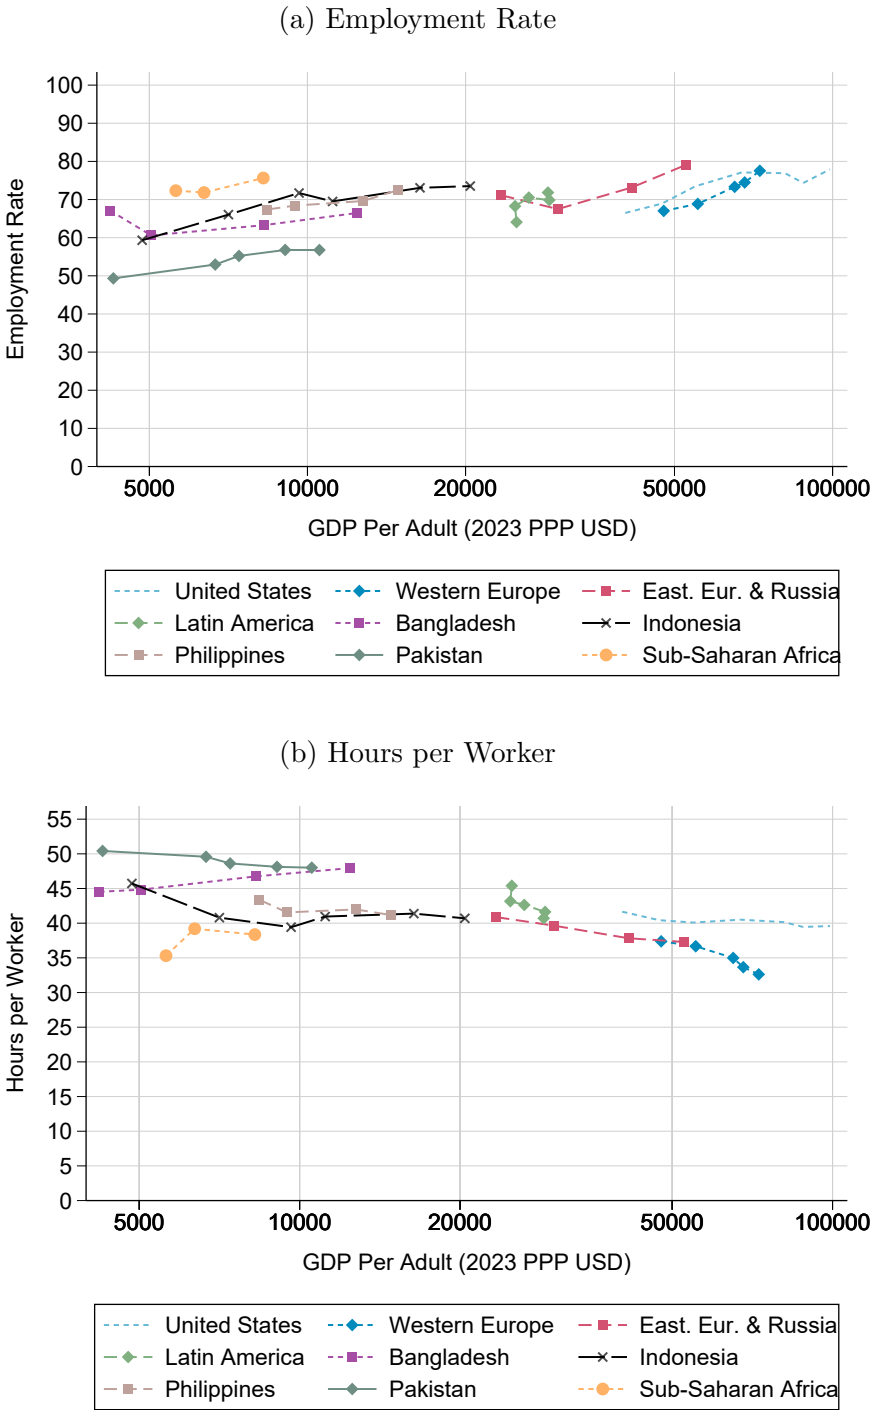 (a) Employment Rate
100
90
80
70
60
50
40
30
20
10
0
Employment Rate
5000 10000 20000 50000 100000
GDP Per Adult (2023 PPP USD)
United States Western Europe East. Eur. & Russia
Latin America Bangladesh Indonesia
Philippines Pakistan Sub-Saharan Africa
(b) Hours per Worker
55
50
45
40
35
30
25
20
15
10
5
0
Hours per Worker
5000 10000 20000 50000 100000
GDP Per Adult (2023 PPP USD)
United States Western Europe East. Eur. & Russia
Latin America Bangladesh Indonesia
Philippines Pakistan Sub-Saharan Africa